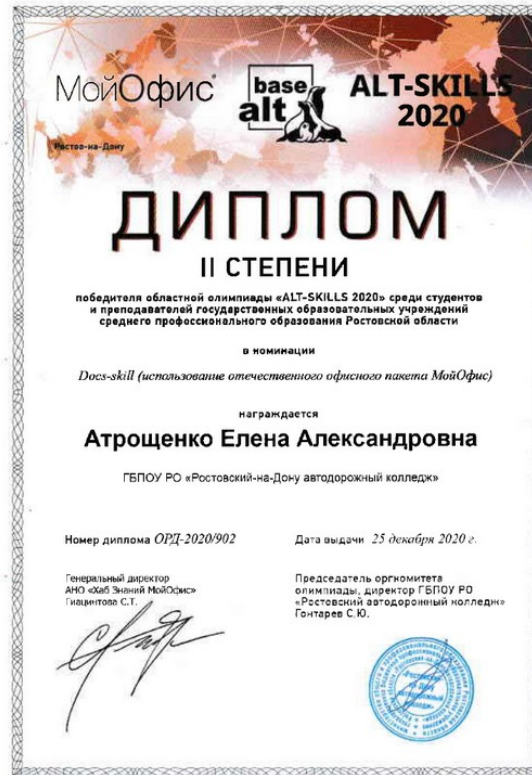 МойОфис
base
alt
ALT-SKILLS
2020
Ростов-на-Дону
ДИПЛОМ
II СТЕПЕНИ
победителя областной олимпиады «ALT-SKILLS 2020» среди студентов
и преподавателей государственных образовательных учреждений
среднего профессионального образования Ростовской области
в номинации
Docs-skill (использование отечественного офисного пакета МойОфис)
награждается
Атрощенко Елена Александровна
ГБПОУ РО «Ростовский-на-Дону автодорожный колледж»
Номер диплома ОРД-2020/902
Дата выдачи 25 декабря 2020 г.
Генеральный директор
АНО «Хаб Знаний МойОфис»
Гиацинтова С.Т.
Председатель оргкомитета
олимпиады, директор ГБПОУ РО
«Ростовский автодоронный колледж»
Гонтарев С.Ю.